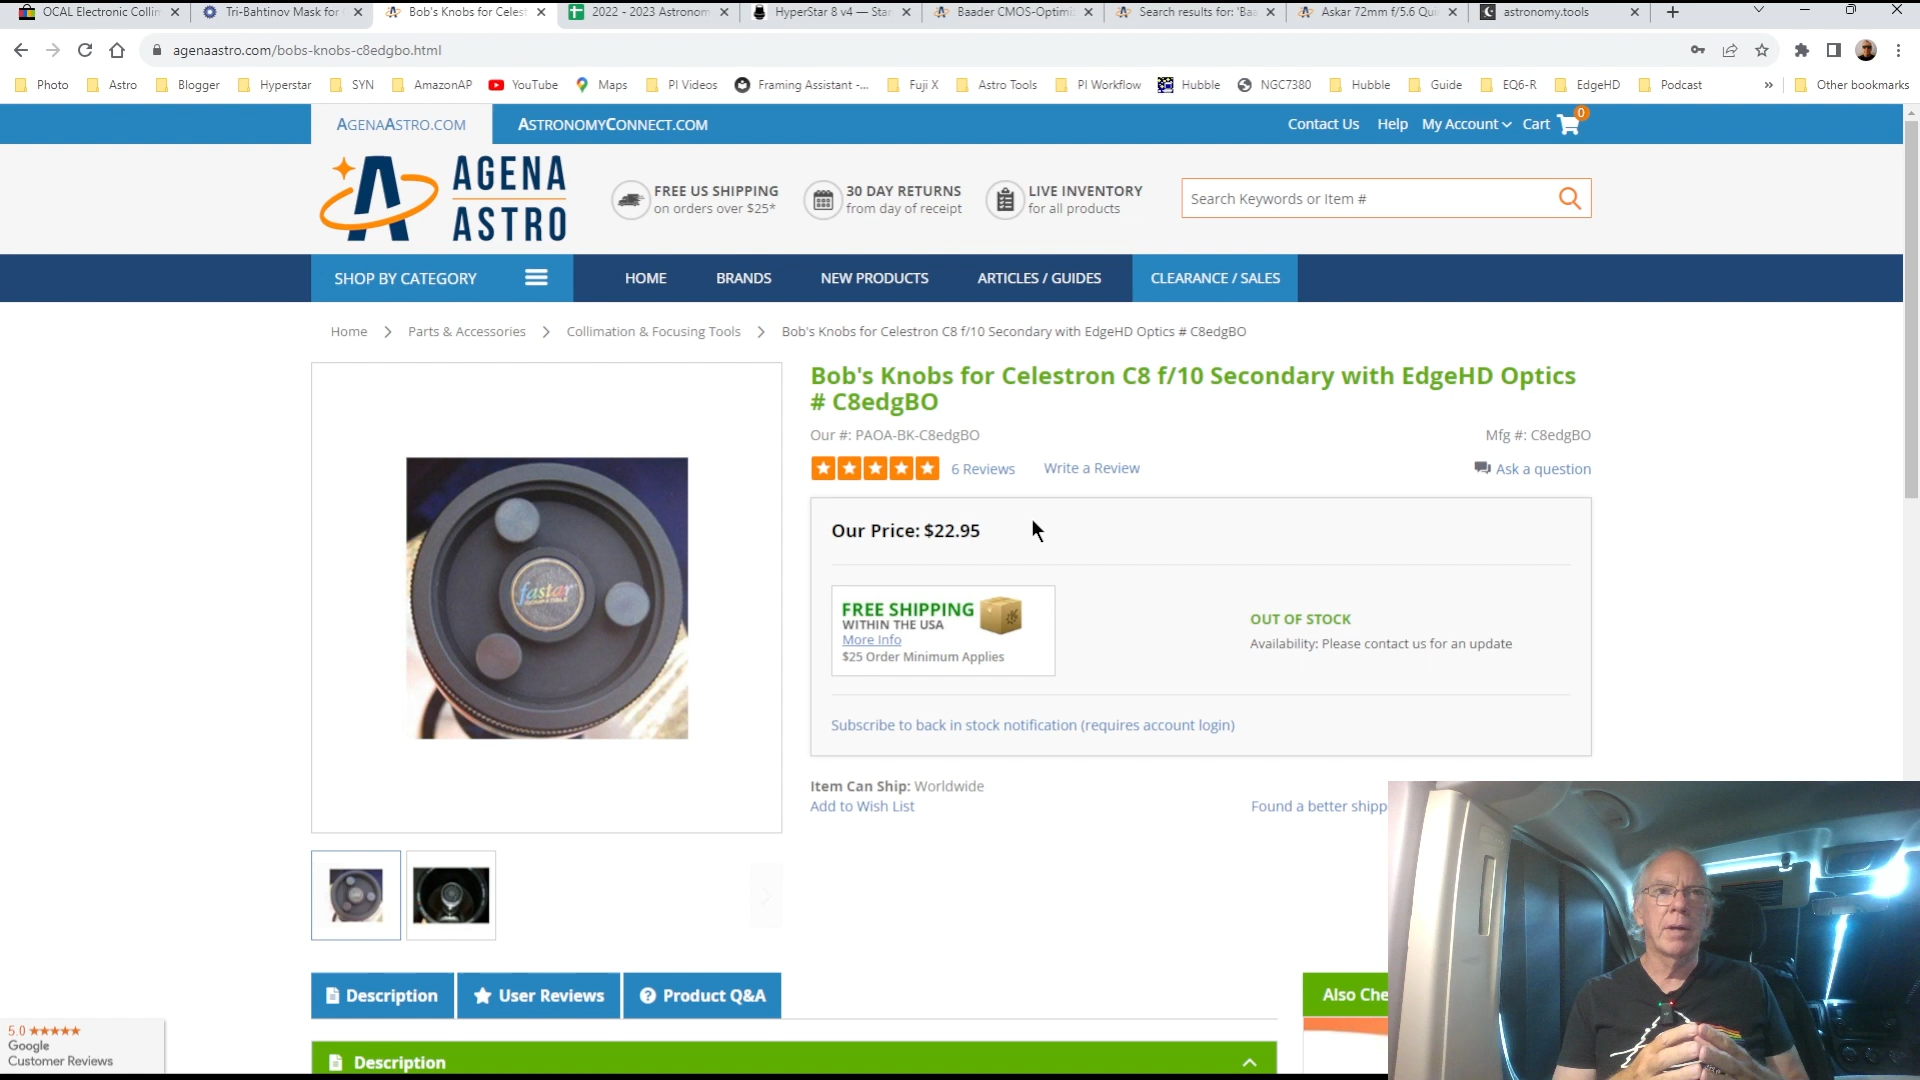 OCAL Electronic Collin
Tri-Bahtinov Mask for
Bob's Knobs for Celest
2022 - 2023 Astronom
HyperStar 8 v4 — Star
Baader CMOS-Optimi
Search results for: 'Baa
Askar 72mm f/5.6 Qui
astronomy.tools
agenaastro.com/bobs-knobs-c8edgbo.html
Photo
Astro
Blogger
Hyperstar
SYN
AmazonAP
YouTube
Maps
PI Videos
Framing Assistant -...
Fuji X
Astro Tools
PI Workflow
Hubble
NGC7380
Hubble
Guide
EQ6-R
EdgeHD
Podcast
»
Other bookmarks
AGENAASTRO.COM
ASTRONOMYCONNECT.COM
Contact Us
Help
My Account
Cart
0
AGENA
ASTRO
FREE US SHIPPING
on orders over $25*
30 DAY RETURNS
from day of receipt
LIVE INVENTORY
for all products
Search Keywords or Item #
SHOP BY CATEGORY
HOME
BRANDS
NEW PRODUCTS
ARTICLES / GUIDES
CLEARANCE / SALES
Home > Parts & Accessories > Collimation & Focusing Tools > Bob's Knobs for Celestron C8 f/10 Secondary with EdgeHD Optics # C8edgBO
Bob's Knobs for Celestron C8 f/10 Secondary with EdgeHD Optics
# C8edgBO
Our #: PAOA-BK-C8edgBO
Mfg #: C8edgBO
6 Reviews
Write a Review
Ask a question
Our Price: $22.95
fastar
COMPATIBLE
FREE SHIPPING
WITHIN THE USA
More Info
$25 Order Minimum Applies
OUT OF STOCK
Availability: Please contact us for an update
Subscribe to back in stock notification (requires account login)
Item Can Ship: Worldwide
Add to Wish List
Found a better shipp
Description
User Reviews
Product Q&A
Also Che
5.0 ★★★★★
Google
Customer Reviews
Description